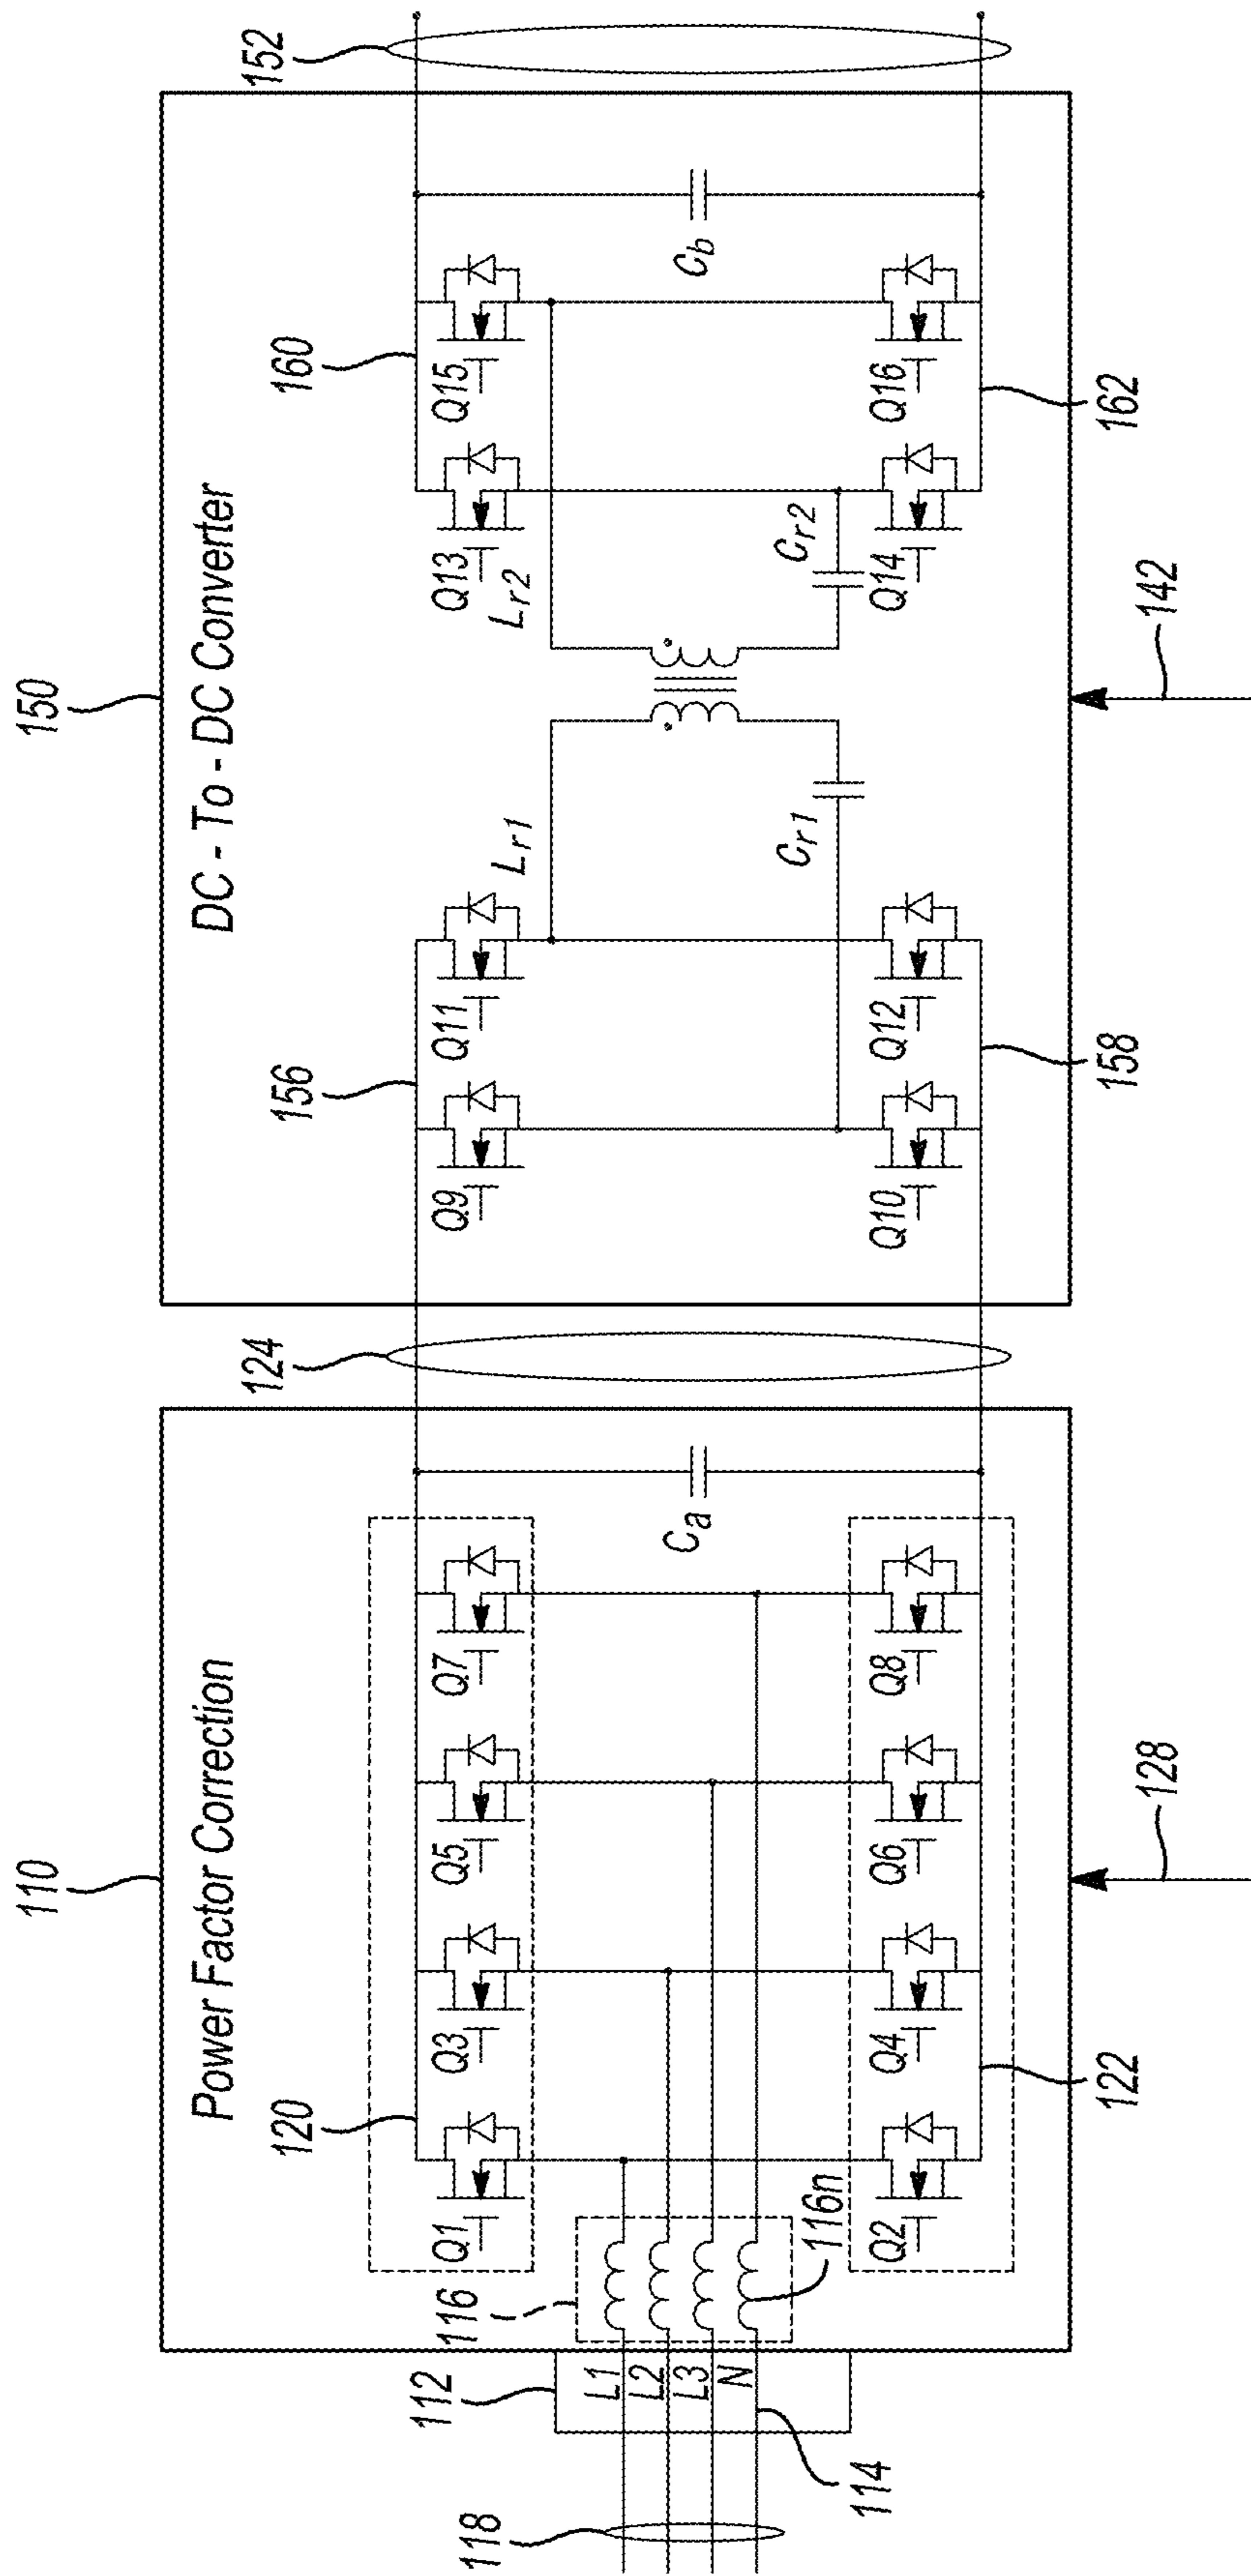 110
Power Factor Correction
120
Q1
Q3
Q5
Q7
116
112
L1
L2
L3
N
118
114
116n
Ca
Q2
Q4
Q6
Q8
122
128
124
150
DC - To - DC Converter
156
160
152
Q9
Q11
Lr1
Q13
Lr2
Q15
Cr1
Cr2
Cb
Q10
Q12
Q14
Q16
158
162
142